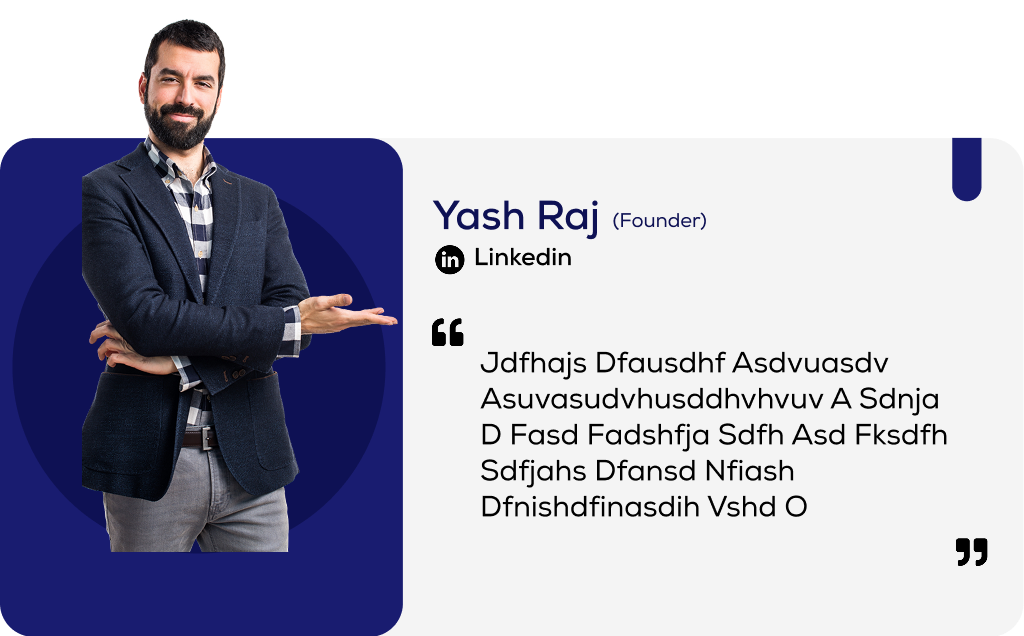 Yash Raj (Founder)
in Linkedin
“
Jdfhajs Dfausdhf Asdvuasdv
Asuvasudvhusddhvhvuv A Sdnja
D Fasd Fadshfja Sdfh Asd Fksdfh
Sdfjahs Dfansd Nfiash
Dfnishdfinasdih Vshd O
”